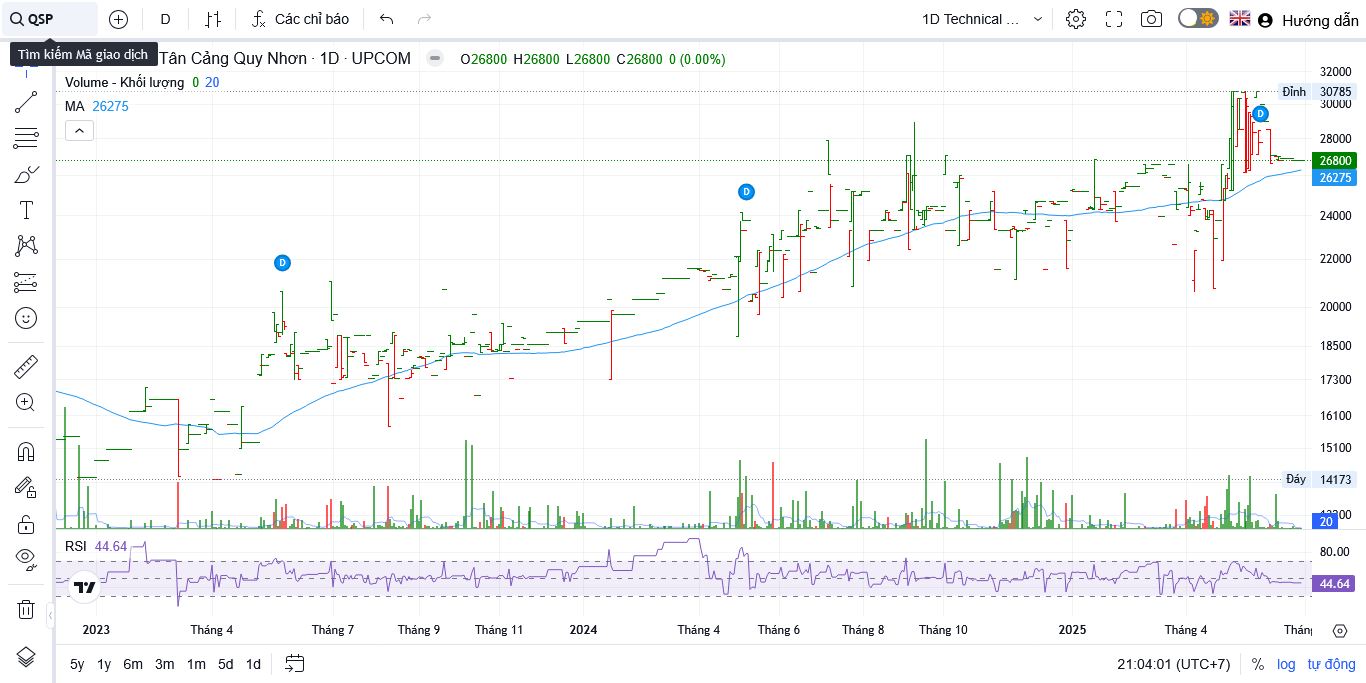 QSP
D
Các chỉ báo
1D Technical ...
Hướng dẫn
Tìm kiếm Mã giao dịch
Tân Cảng Quy Nhơn · 1D · UPCOM
O26800 H26800 L26800 C26800 0 (0.00%)
Volume - Khối lượng 0 20
MA 26275
32000
Đỉnh 30785
30000
28000
26800
26275
24000
22000
20000
18500
17300
16100
15100
Đáy 14173
20
D
D
D
RSI 44.64
80.00
44.64
2023 Tháng 4 Tháng 7 Tháng 9 Tháng 11 2024 Tháng 4 Tháng 6 Tháng 8 Tháng 10 2025 Tháng 4
5y 1y 6m 3m 1m 5d 1d
21:04:01 (UTC+7) % log tự động